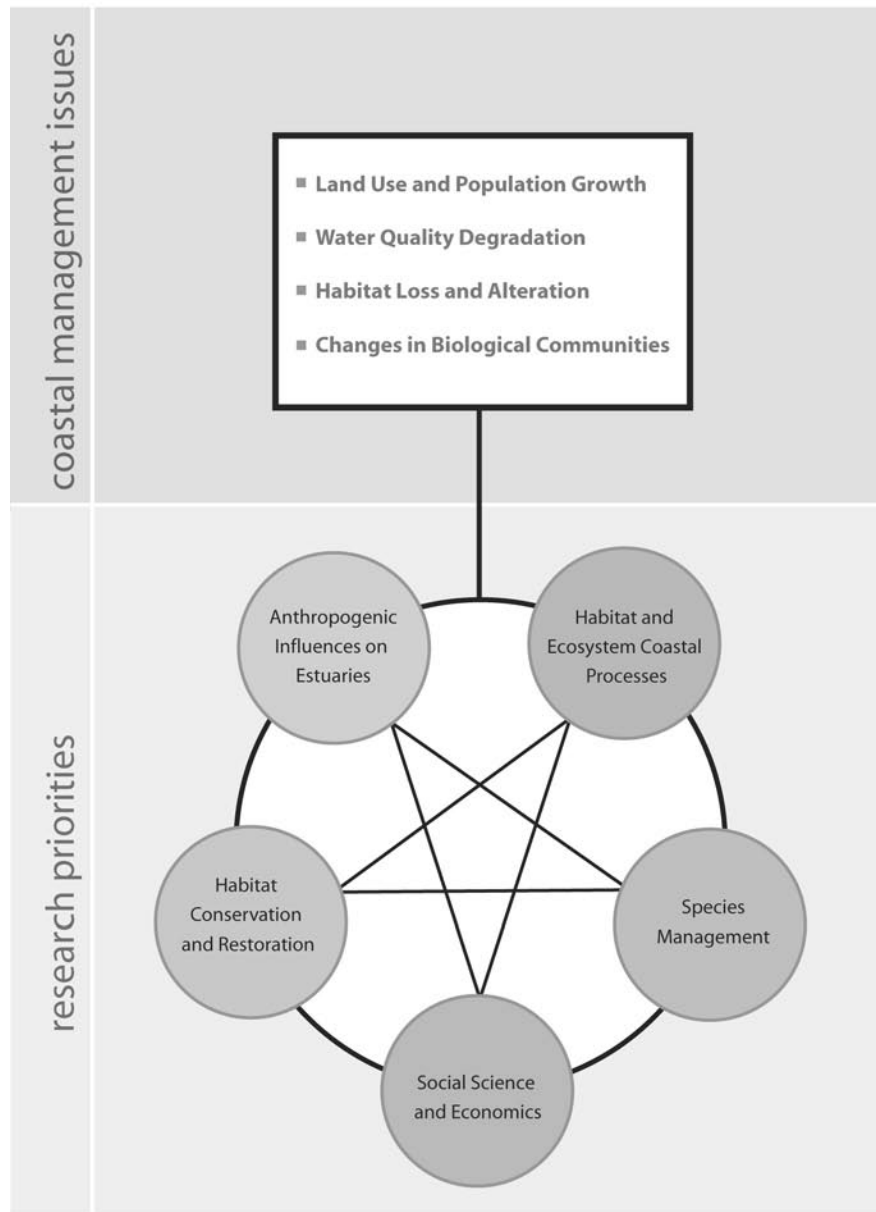 coastal management issues
■ Land Use and Population Growth
■ Water Quality Degradation
■ Habitat Loss and Alteration
■ Changes in Biological Communities
research priorities
Anthropogenic
Influences on
Estuaries
Habitat and
Ecosystem Coastal
Processes
Habitat
Conservation
and Restoration
Species
Management
Social Science
and Economics